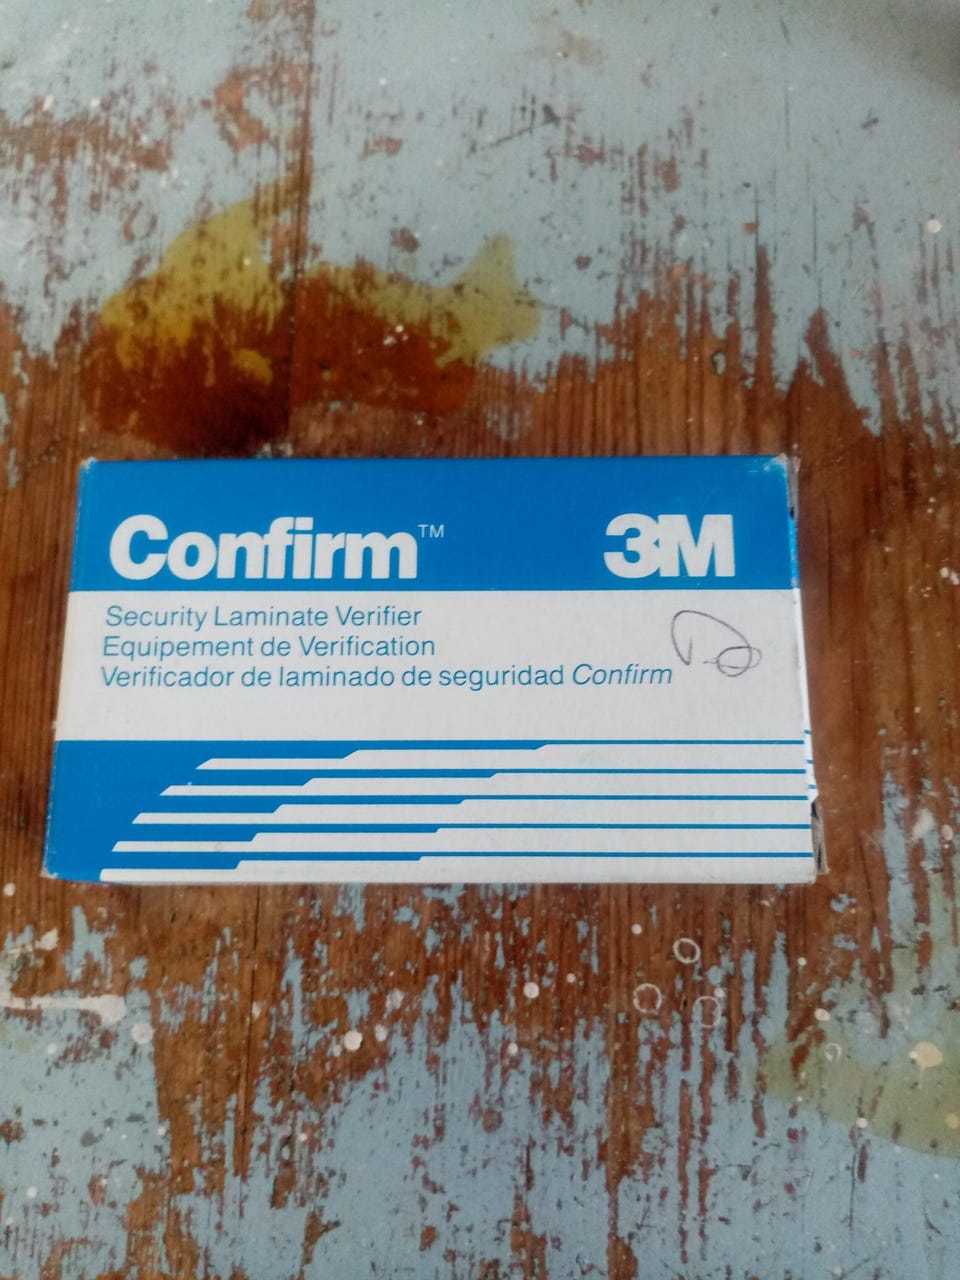 Confirm™ 3M
Security Laminate Verifier
Equipement de Verification
Verificador de laminado de seguridad Confirm